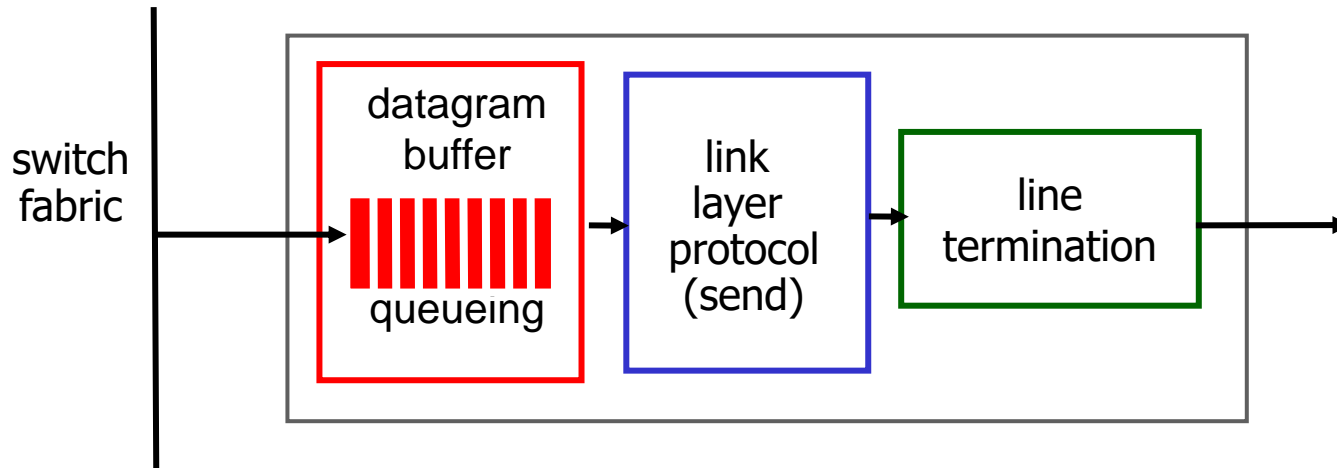 switch
fabric
datagram
buffer
queueing
link
layer
protocol
(send)
line
termination